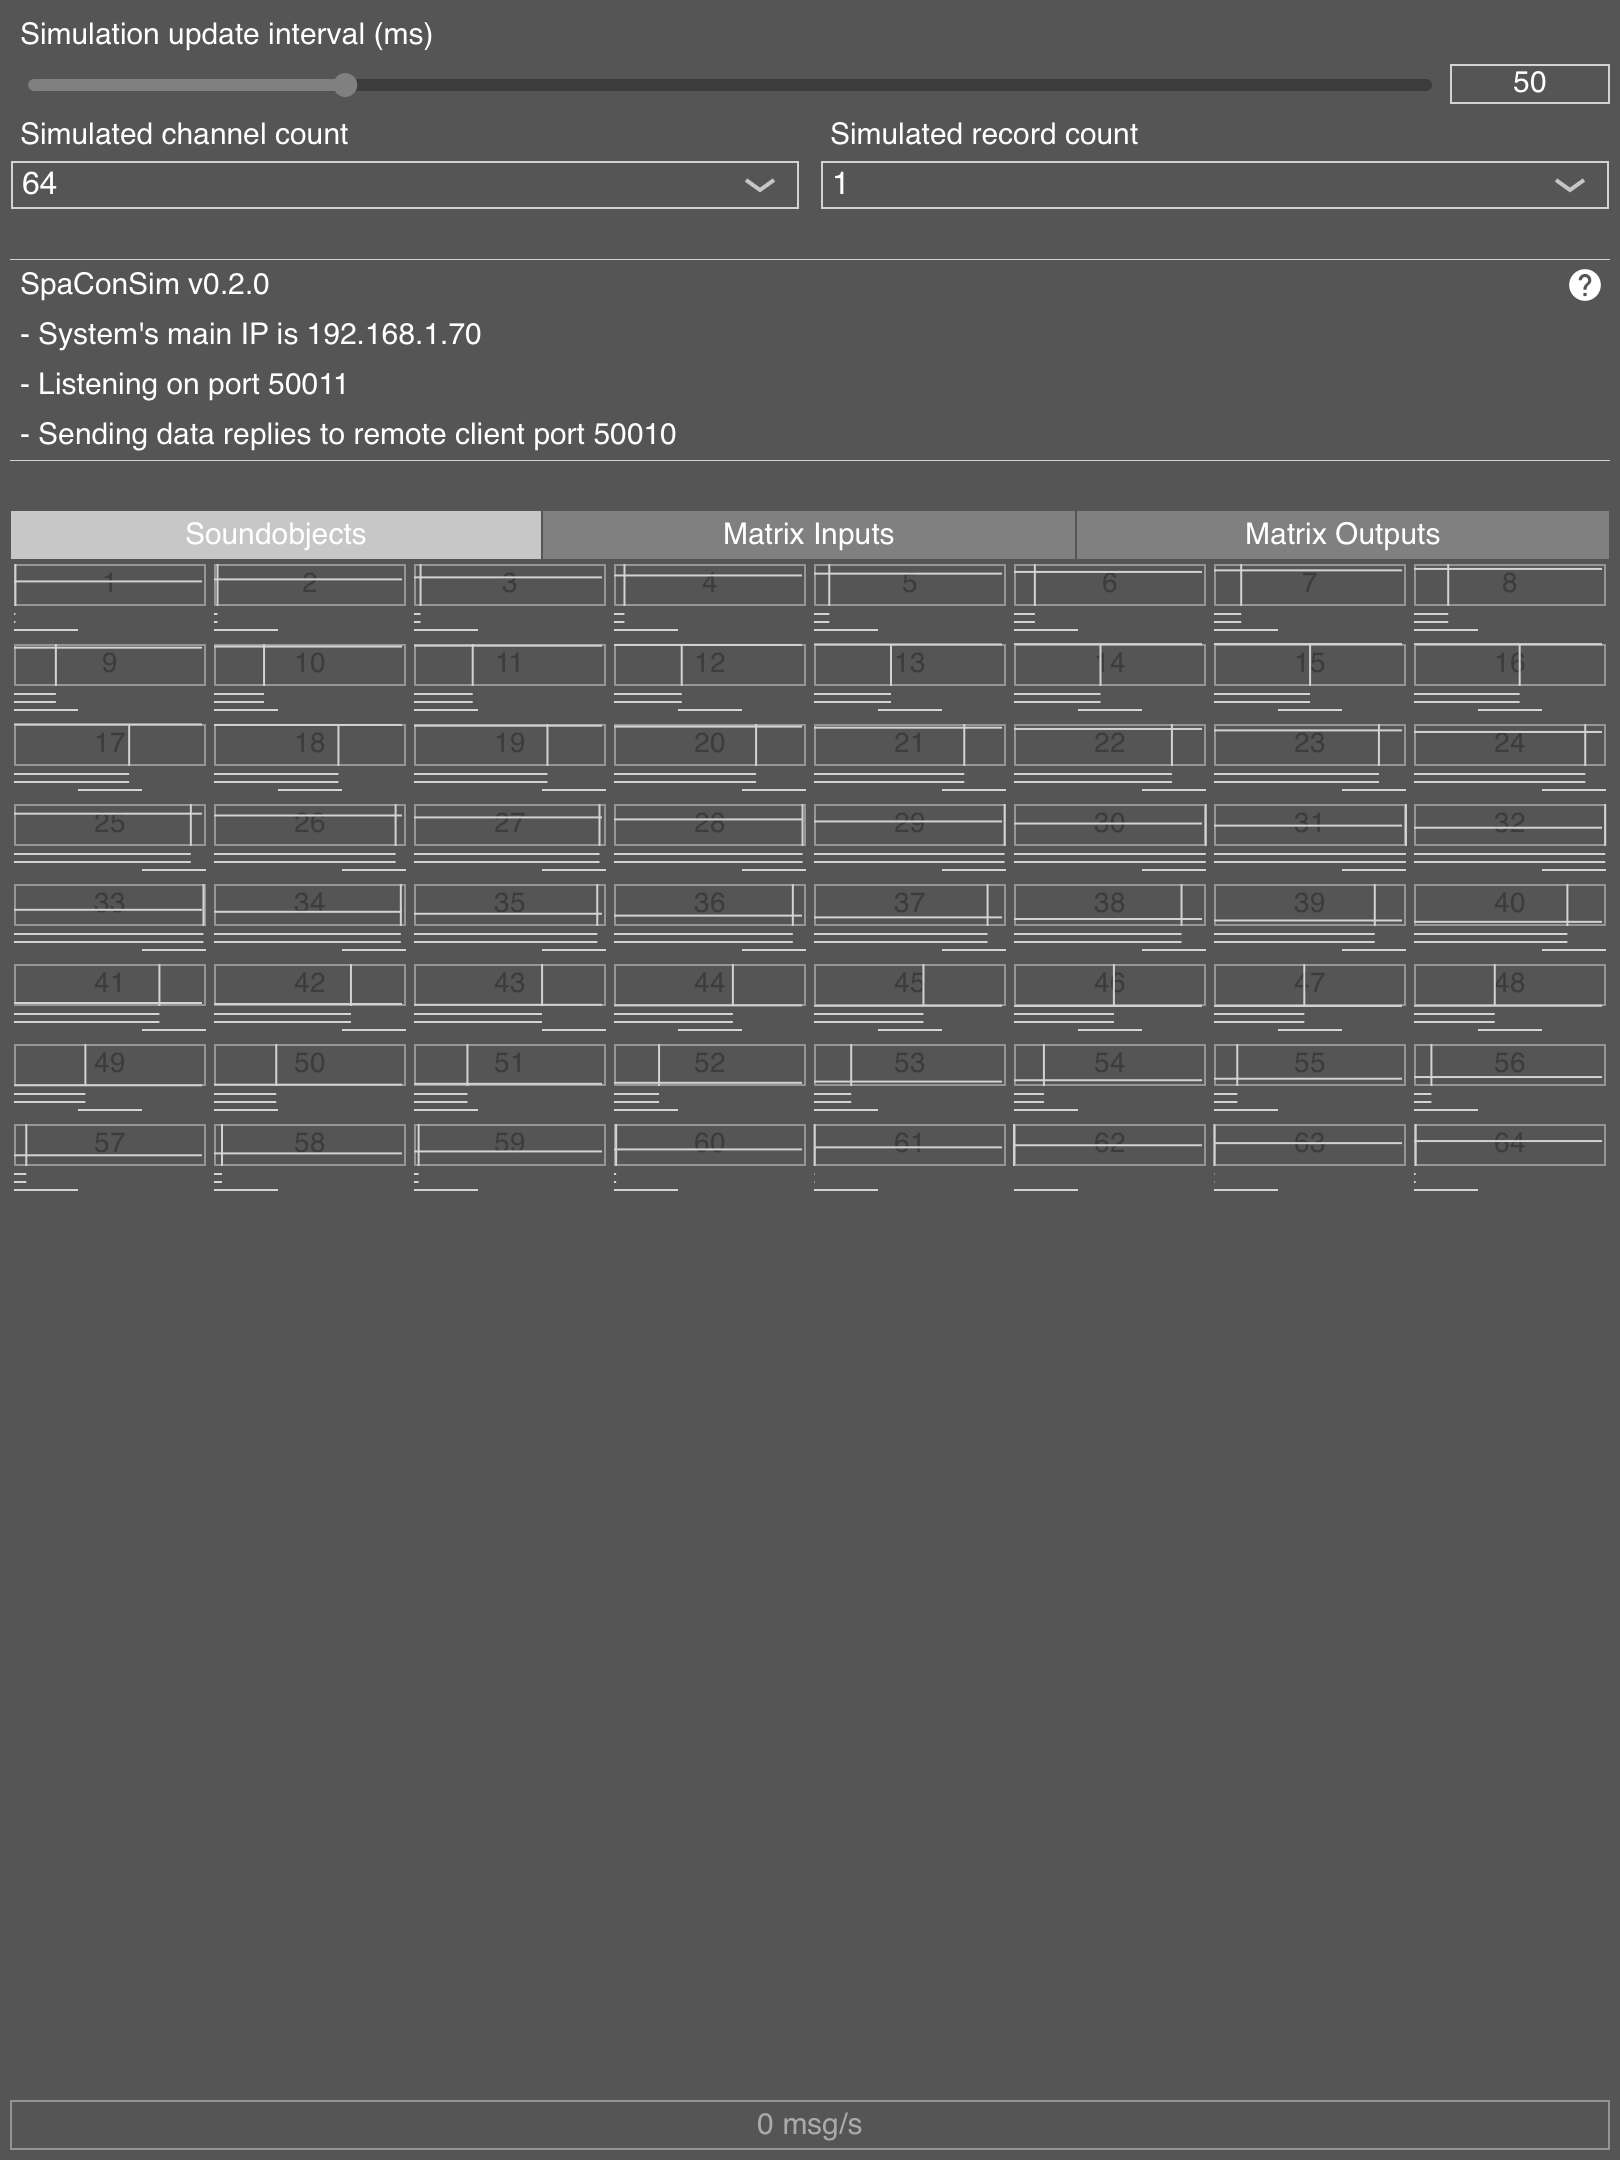 Simulation update interval (ms)
50
Simulated channel count
Simulated record count
64
1
SpaConSim v0.2.0
?
- System's main IP is 192.168.1.70
- Listening on port 50011
- Sending data replies to remote client port 50010
Soundobjects Matrix Inputs Matrix Outputs
1 2 3 4 5 6 7 8
9 10 11 12 13 14 15 16
17 18 19 20 21 22 23 24
25 26 27 28 29 30 31 32
33 34 35 36 37 38 39 40
41 42 43 44 45 46 47 48
49 50 51 52 53 54 55 56
57 58 59 60 61 62 63 64
0 msg/s